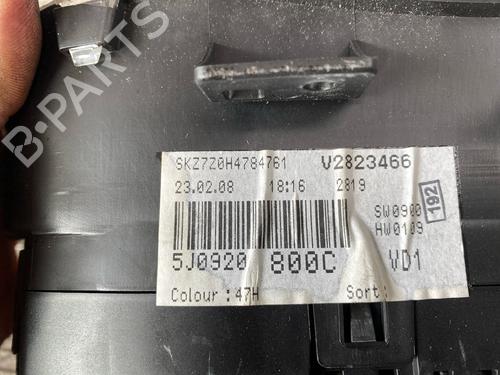 SKZ7Z0H4784761 V2823466
23.02.08 18:16 2819
SW0900
HW0109
192
5J0920 800C VD1
Colour : 47H Sort:
B-PARTS